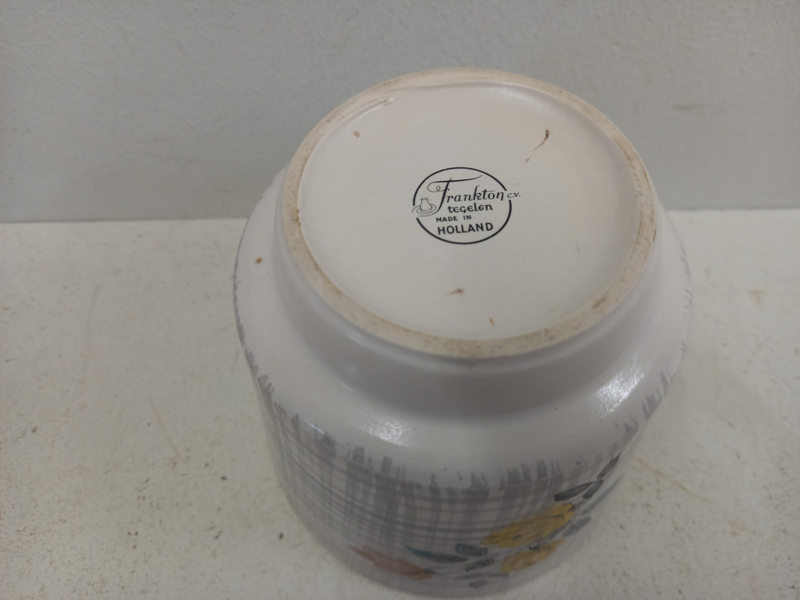 Frankton c.v.
tegelen
MADE IN
HOLLAND